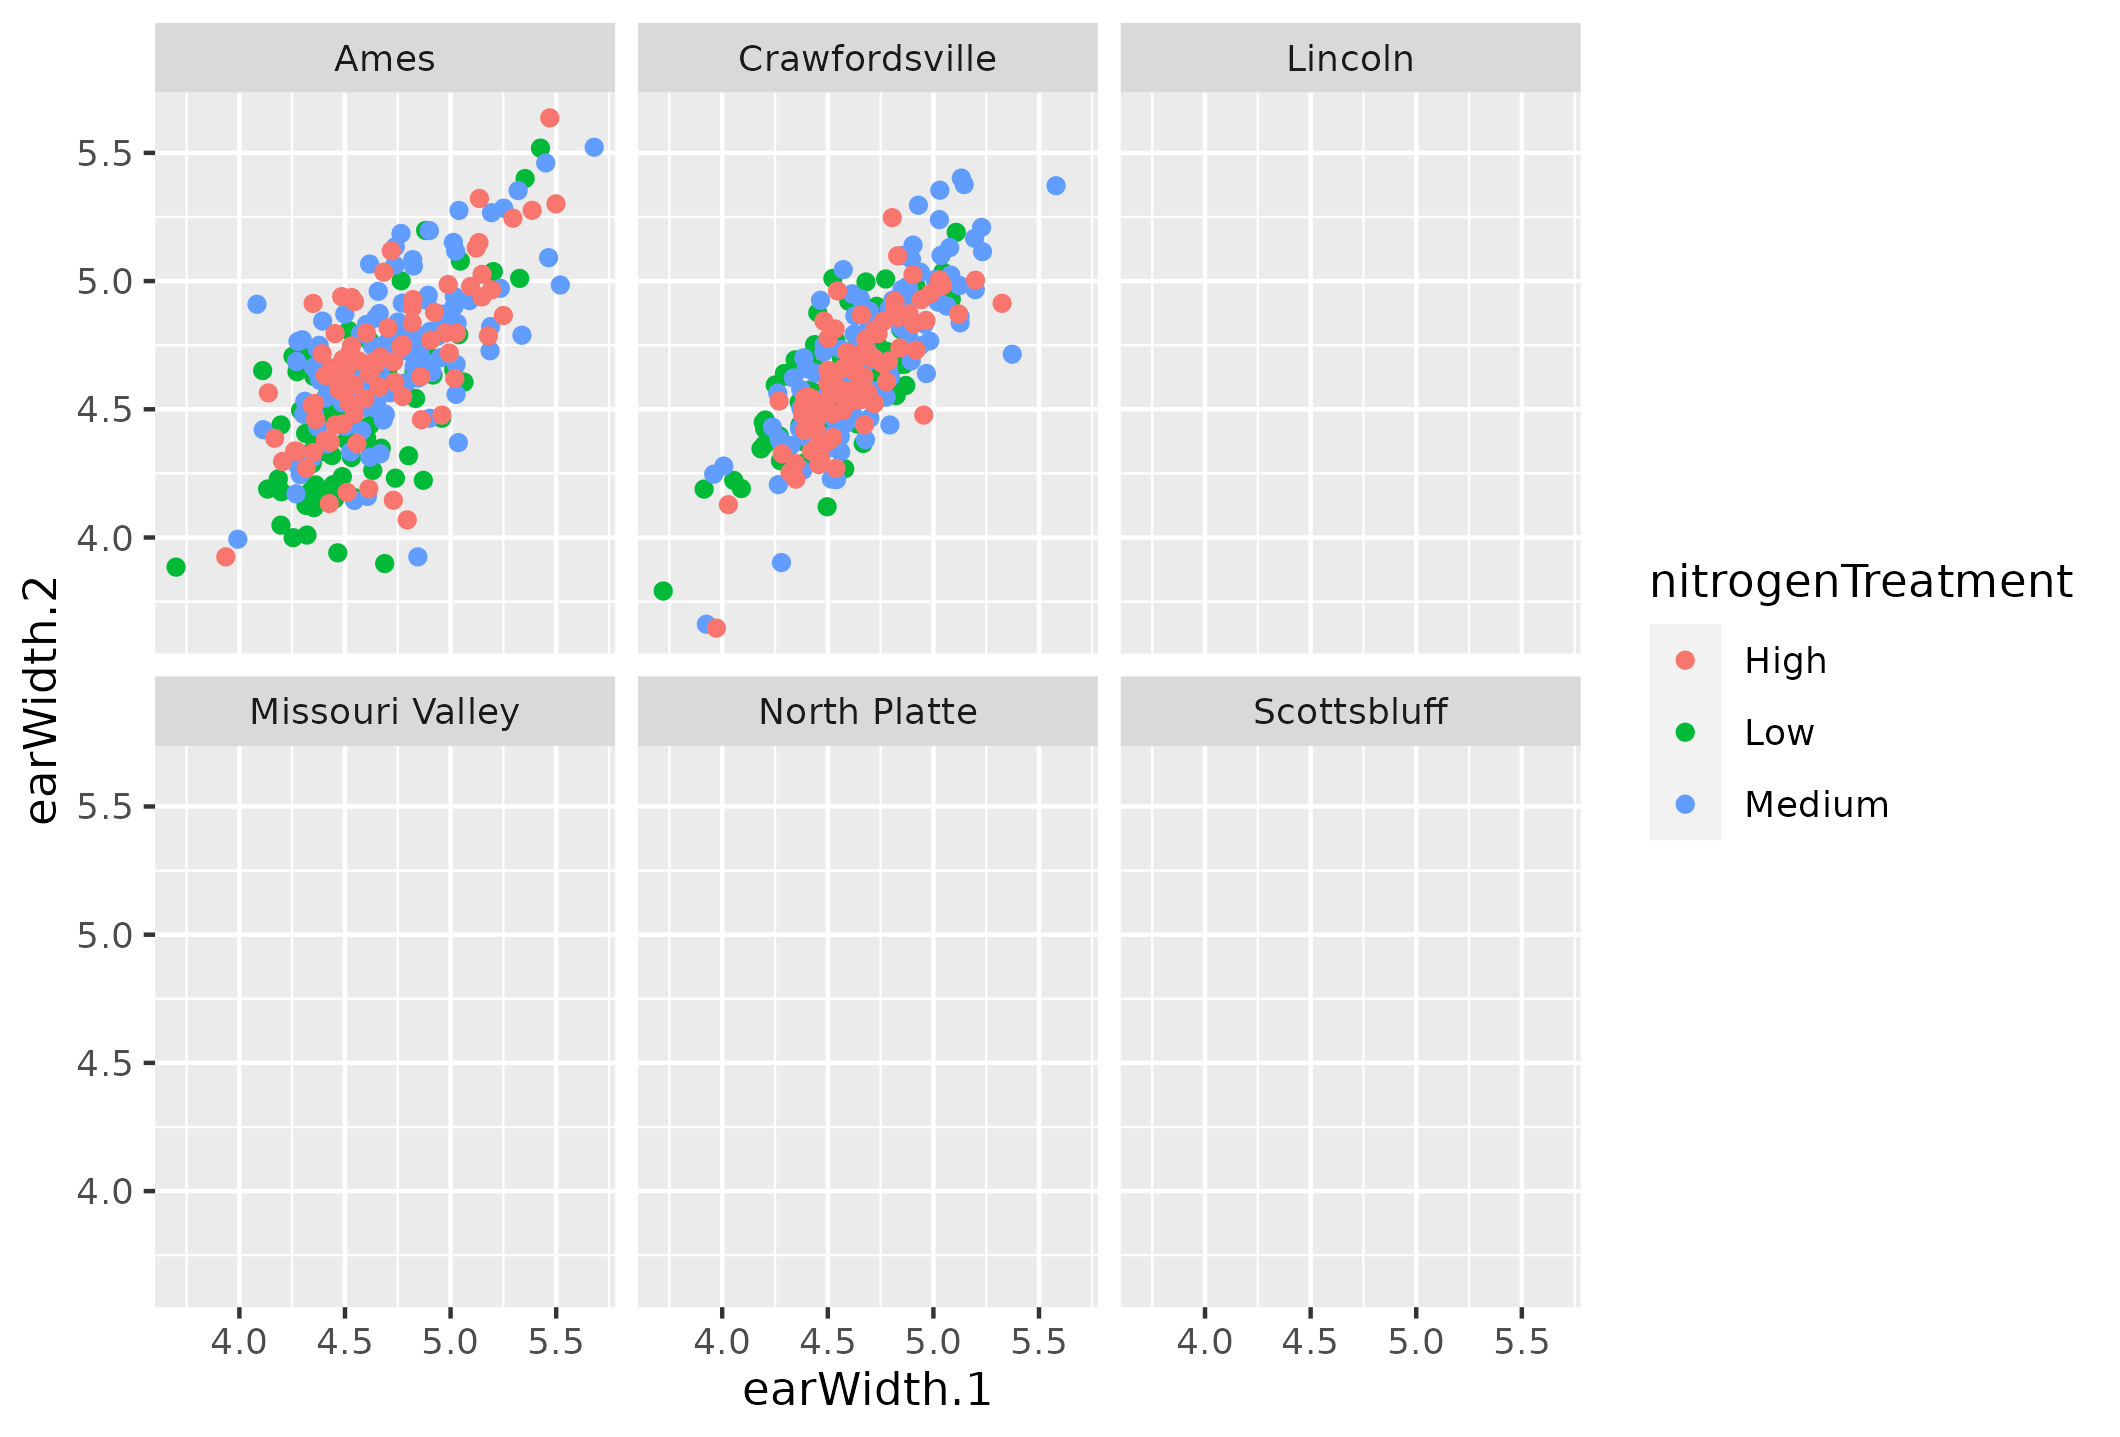 Ames Crawfordsville Lincoln
5.5
5.0
4.5
4.0
Missouri Valley North Platte Scottsbluff
5.5
5.0
4.5
4.0
4.0 4.5 5.0 5.5 4.0 4.5 5.0 5.5 4.0 4.5 5.0 5.5
earWidth.1
earWidth.2
nitrogenTreatment
High
Low
Medium